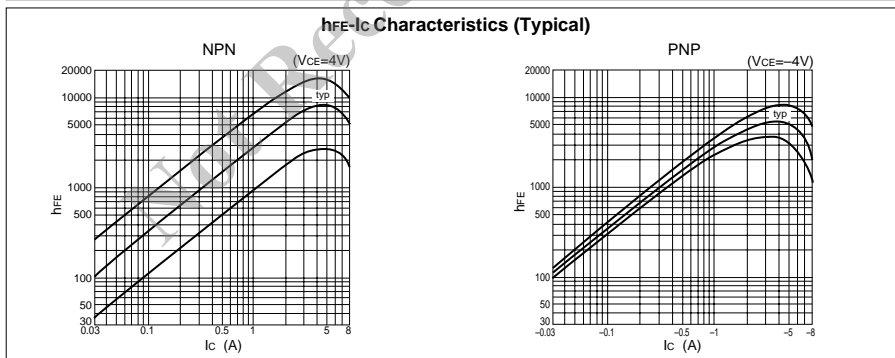 hFE-IC Characteristics (Typical)
NPN
(VCE=4V)
20000
10000
5000
1000
500
100
50
30
hFE
typ
0.03
0.1
0.5
1
5
8
IC (A)
PNP
(VCE=–4V)
20000
10000
5000
1000
500
100
50
30
hFE
typ
–0.03
–0.1
–0.5
–1
–5
–8
IC (A)
Not Rec